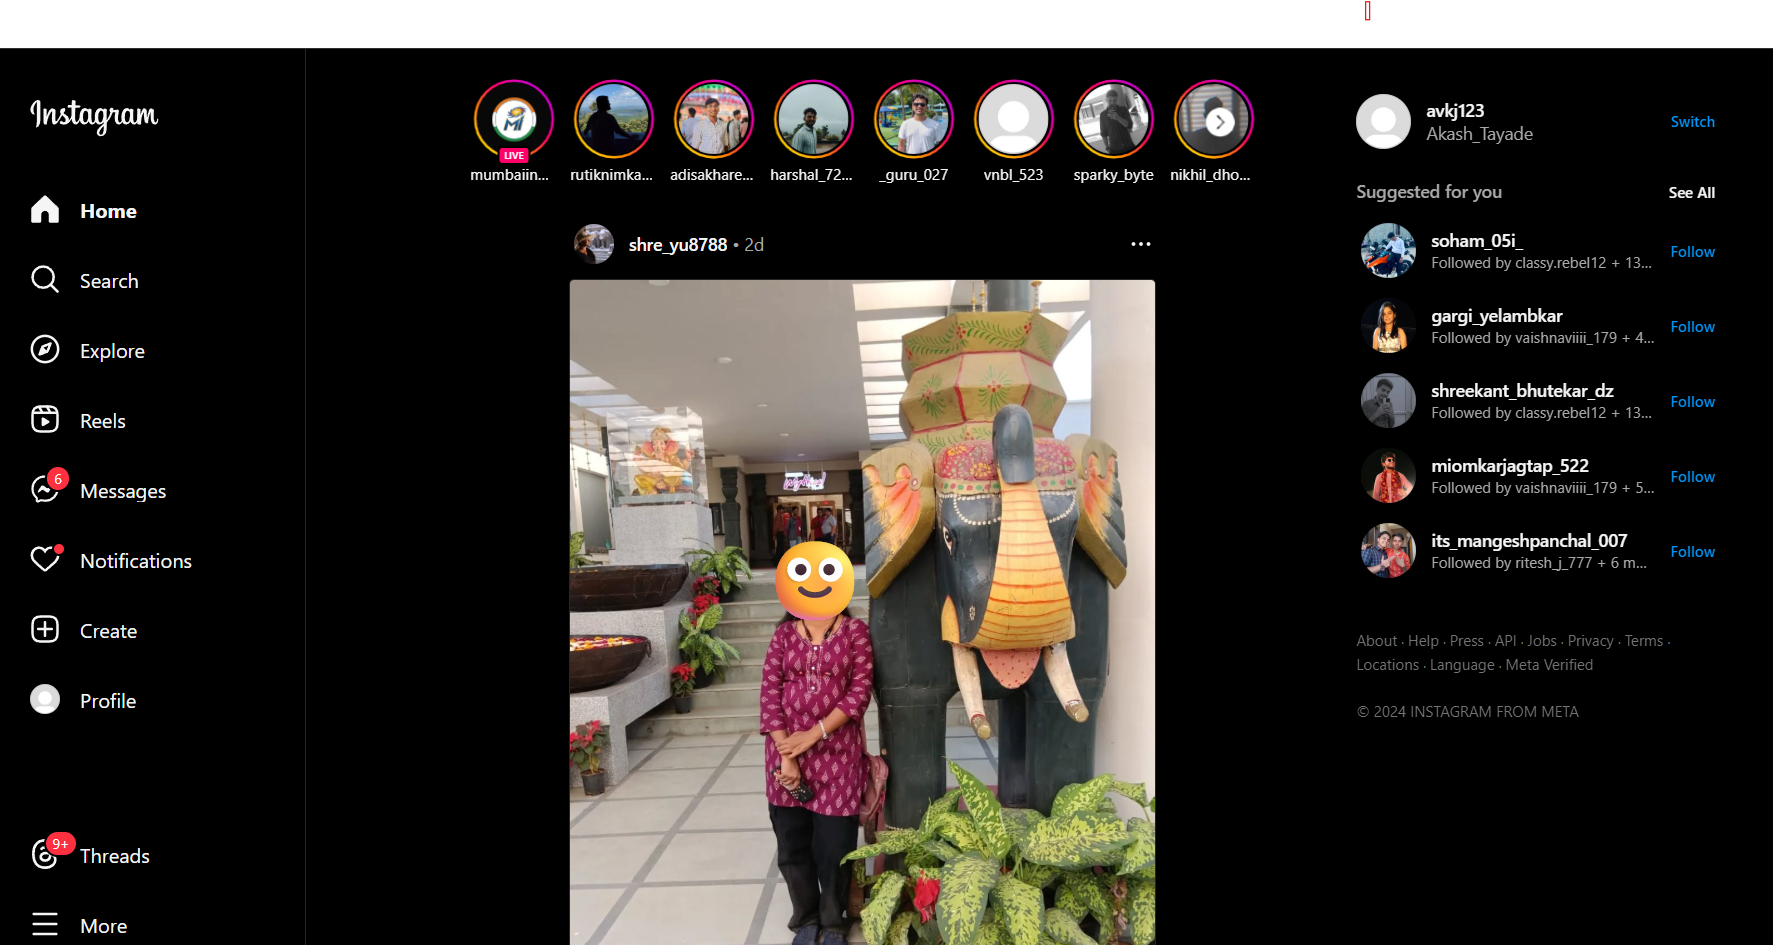 Instagram
Home
Search
Explore
Reels
6
Messages
Notifications
Create
Profile
9+
Threads
More
LIVE
mumbaiin... rutiknimka... adisakhare... harshal_72... _guru_027 vnbl_523 sparky_byte nikhil_dho...
shre_yu8788 • 2d
avkj123
Akash_Tayade
Switch
Suggested for you See All
soham_05i_
Followed by classy.rebel12 + 13...
Follow
gargi_yelambkar
Followed by vaishnaviiii_179 + 4...
Follow
shreekant_bhutekar_dz
Followed by classy.rebel12 + 13...
Follow
miomkarjagtap_522
Followed by vaishnaviiii_179 + 5...
Follow
its_mangeshpanchal_007
Followed by ritesh_j_777 + 6 m...
Follow
About · Help · Press · API · Jobs · Privacy · Terms ·
Locations · Language · Meta Verified
© 2024 INSTAGRAM FROM META